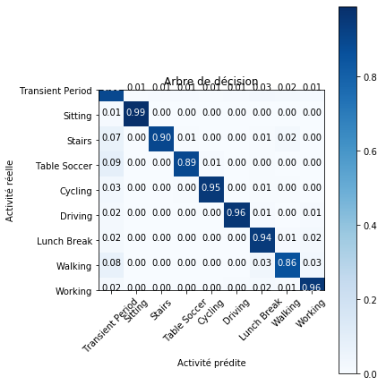 Arbre de décision
Transient Period 0.01 0.01 0.01 0.01 0.01 0.03 0.02 0.01
Sitting 0.01 0.99 0.00 0.00 0.00 0.00 0.00 0.00 0.00
Stairs 0.07 0.00 0.90 0.01 0.00 0.00 0.01 0.02 0.00
Table Soccer 0.09 0.00 0.00 0.89 0.01 0.00 0.00 0.00 0.00
Cycling 0.03 0.00 0.00 0.00 0.95 0.00 0.01 0.00 0.00
Driving 0.02 0.00 0.00 0.00 0.00 0.96 0.01 0.00 0.01
Lunch Break 0.02 0.00 0.00 0.00 0.00 0.00 0.94 0.01 0.02
Walking 0.08 0.00 0.00 0.00 0.00 0.00 0.03 0.86 0.03
Working 0.02 0.00 0.00 0.00 0.00 0.00 0.02 0.01 0.96
Transient Period Sitting Stairs Table Soccer Cycling Driving Lunch Break Walking Working
Activité réelle
Activité prédite
0.8
0.6
0.4
0.2
0.0